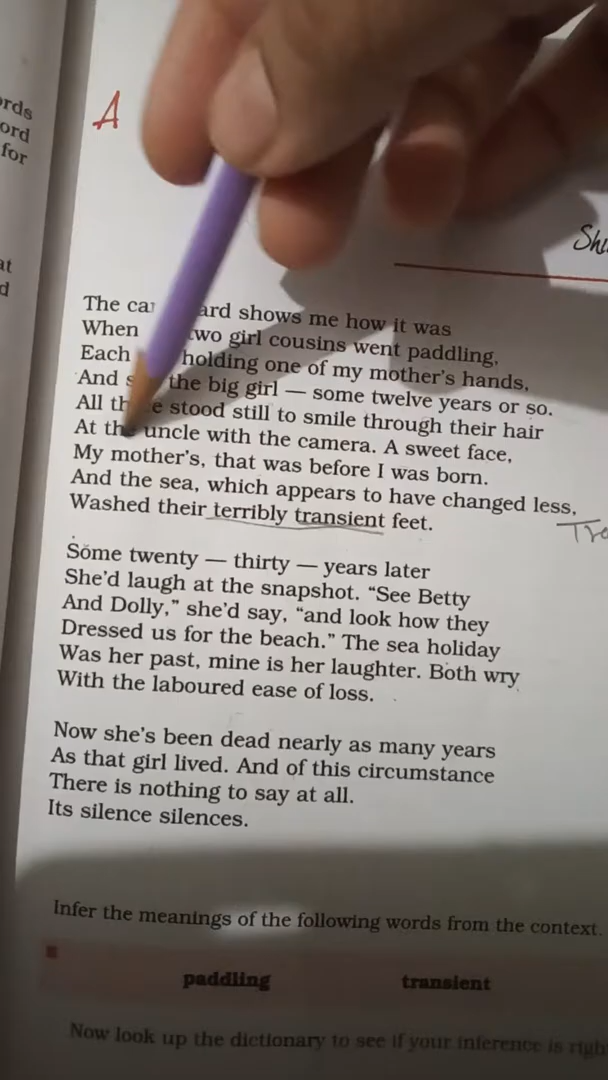 ords
ord
for
at
d
A
Shi
The ca ard shows me how it was
When two girl cousins went paddling,
Each holding one of my mother's hands,
And s the big girl — some twelve years or so.
All th e stood still to smile through their hair
At the uncle with the camera. A sweet face,
My mother's, that was before I was born.
And the sea, which appears to have changed less,
Washed their terribly transient feet.
Tre
Some twenty — thirty — years later
She'd laugh at the snapshot. “See Betty
And Dolly,” she'd say, “and look how they
Dressed us for the beach.” The sea holiday
Was her past, mine is her laughter. Both wry
With the laboured ease of loss.
Now she's been dead nearly as many years
As that girl lived. And of this circumstance
There is nothing to say at all.
Its silence silences.
Infer the meanings of the following words from the context.
paddling transient
Now look up the dictionary to see if your inference is righ